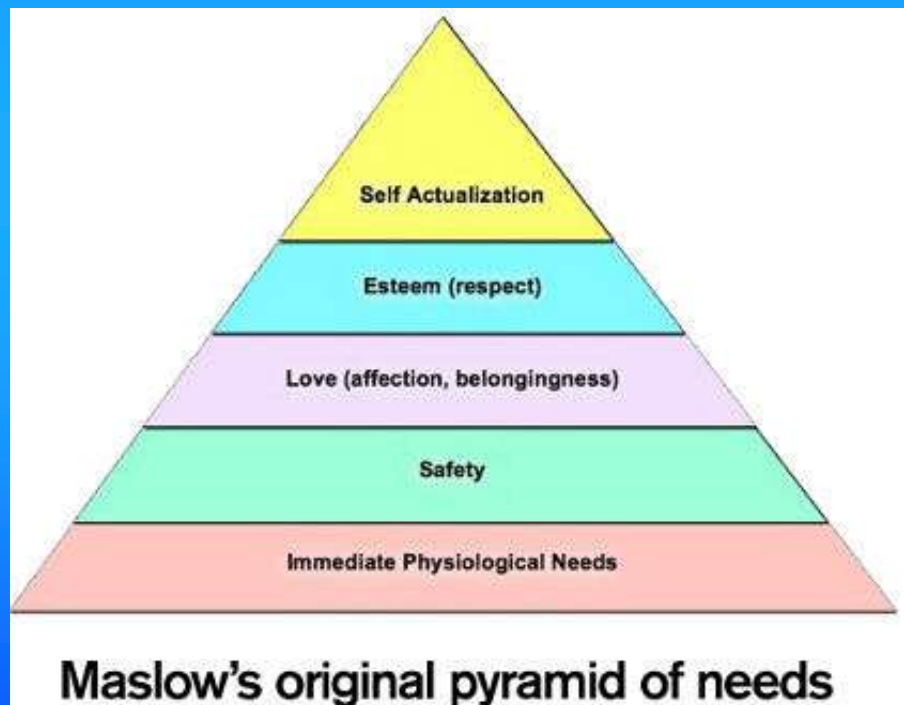 Self Actualization
Esteem (respect)
Love (affection, belongingness)
Safety
Immediate Physiological Needs
Maslow's original pyramid of needs